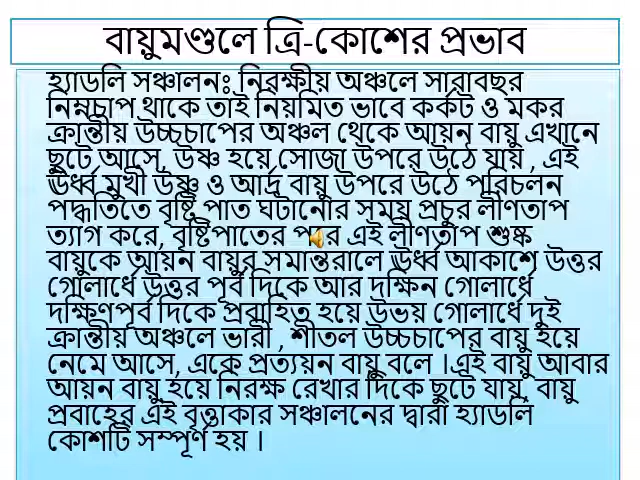 বায়ুমণ্ডলে ত্রি-কোশের প্রভাব
হ্যাডলি সঞ্চালনঃ নিরক্ষীয় অঞ্চলে সারাবছর
নিম্নচাপ থাকে তাই নিয়মিত ভাবে কর্কট ও মকর
ক্রান্তীয় উচ্চচাপের অঞ্চল থেকে আয়ন বায়ু এখানে
ছুটে আসে, উষ্ণ হয়ে সোজা উপরে উঠে যায় , এই
ঊর্ধ্ব মুখী উষ্ণ ও আর্দ্র বায়ু উপরে উঠে পরিচলন
পদ্ধতিতে বৃষ্টি পাত ঘটানোর সময় প্রচুর লীণতাপ
ত্যাগ করে, বৃষ্টিপাতের পরে এই লীণতাপ শুষ্ক
বায়ুকে আয়ন বায়ুর সমান্তরালে ঊর্ধ্ব আকাশে উত্তর
গোলার্ধে উত্তর পূর্ব দিকে আর দক্ষিন গোলার্ধে
দক্ষিণপূর্ব দিকে প্রবাহিত হয়ে উভয় গোলার্ধে দুই
ক্রান্তীয় অঞ্চলে ভারী , শীতল উচ্চচাপের বায়ু হয়ে
নেমে আসে, একে প্রত্যয়ন বায়ু বলে ।এই বায়ু আবার
আয়ন বায়ু হয়ে নিরক্ষ রেখার দিকে ছুটে যায়, বায়ু
প্রবাহের এই বৃত্তাকার সঞ্চালনের দ্বারা হ্যাডলি
কোশটি সম্পূর্ণ হয় ।